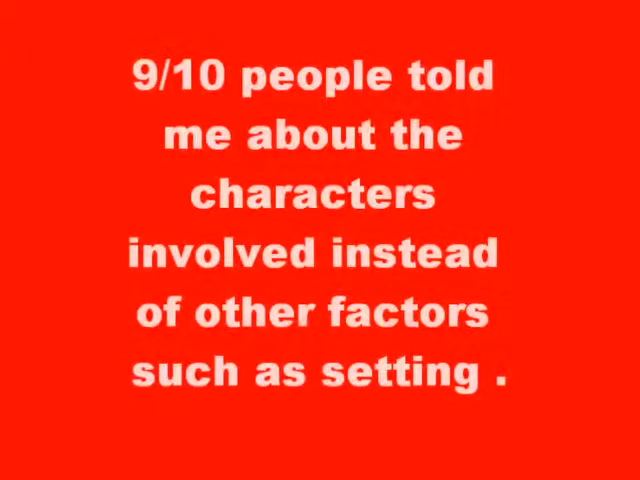 9/10 people told
me about the
characters
involved instead
of other factors
such as setting .